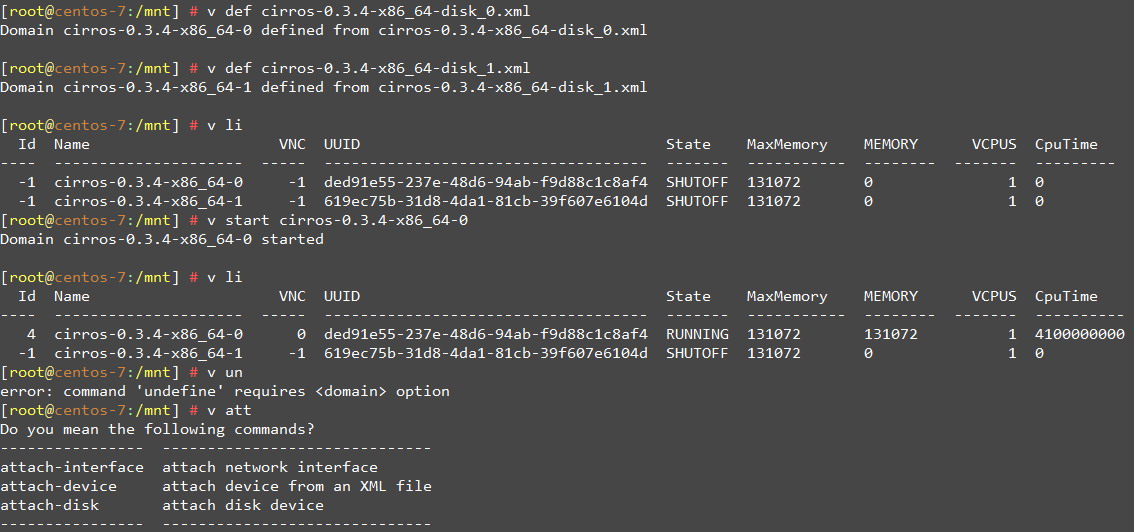 [root@centos-7:/mnt] # v def cirros-0.3.4-x86_64-disk_0.xml
Domain cirros-0.3.4-x86_64-0 defined from cirros-0.3.4-x86_64-disk_0.xml
[root@centos-7:/mnt] # v def cirros-0.3.4-x86_64-disk_1.xml
Domain cirros-0.3.4-x86_64-1 defined from cirros-0.3.4-x86_64-disk_1.xml
[root@centos-7:/mnt] # v li
  Id  Name                   VNC  UUID                                  State    MaxMemory    MEMORY      VCPUS  CpuTime
----  ---------------------  -----  ------------------------------------  -------  -----------  --------  -------  ---------
  -1  cirros-0.3.4-x86_64-0   -1  ded91e55-237e-48d6-94ab-f9d88c1c8af4  SHUTOFF  131072       0               1  0
  -1  cirros-0.3.4-x86_64-1   -1  619ec75b-31d8-4da1-81cb-39f607e6104d  SHUTOFF  131072       0               1  0
[root@centos-7:/mnt] # v start cirros-0.3.4-x86_64-0
Domain cirros-0.3.4-x86_64-0 started
[root@centos-7:/mnt] # v li
  Id  Name                   VNC  UUID                                  State    MaxMemory    MEMORY      VCPUS  CpuTime
----  ---------------------  -----  ------------------------------------  -------  -----------  --------  -------  ----------
   4  cirros-0.3.4-x86_64-0    0  ded91e55-237e-48d6-94ab-f9d88c1c8af4  RUNNING  131072       131072          1  4100000000
  -1  cirros-0.3.4-x86_64-1   -1  619ec75b-31d8-4da1-81cb-39f607e6104d  SHUTOFF  131072       0               1  0
[root@centos-7:/mnt] # v un
error: command 'undefine' requires <domain> option
[root@centos-7:/mnt] # v att
Do you mean the following commands?
----------------  ------------------------------
attach-interface  attach network interface
attach-device     attach device from an XML file
attach-disk       attach disk device
----------------  ------------------------------